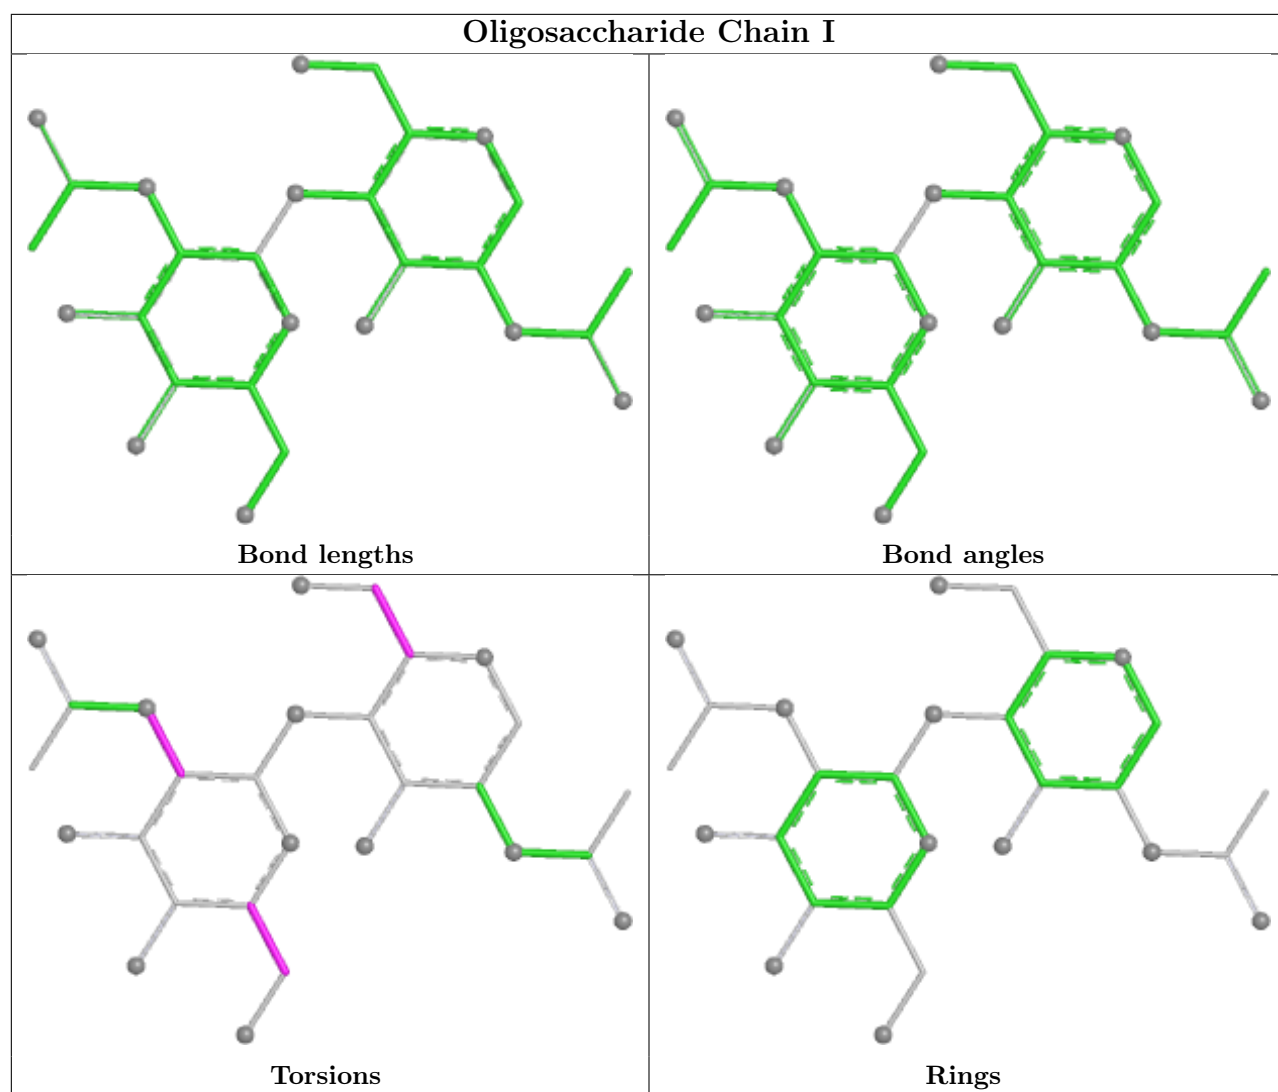 Oligosaccharide Chain I
Bond lengths
Bond angles
Torsions
Rings